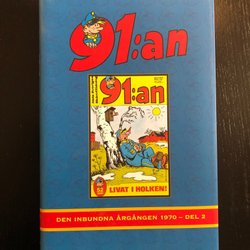 91:an
91:an
LIVAT I HOLKEN!
DEN INBUNDNA ÅRGÅNGEN 1970 – DEL 2